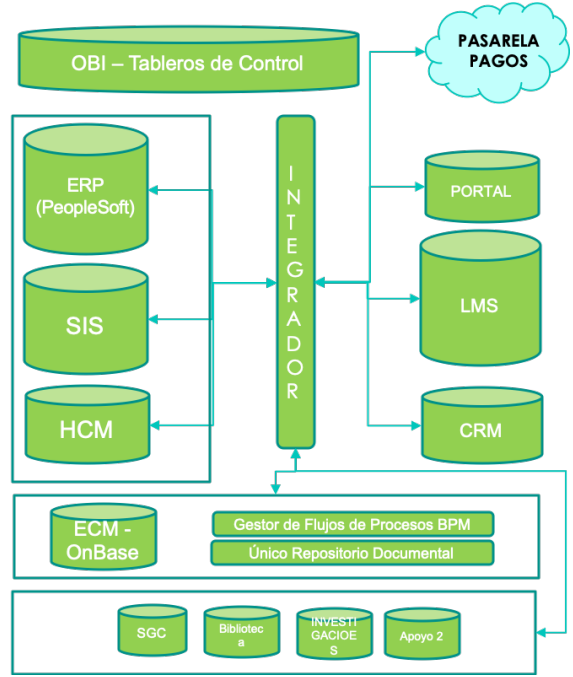 OBI – Tableros de Control
PASARELA
PAGOS
ERP
(PeopleSoft)
SIS
HCM
I
N
T
E
G
R
A
D
O
R
PORTAL
LMS
CRM
ECM -
OnBase
Gestor de Flujos de Procesos BPM
Único Repositorio Documental
SGC
Bibliotec
a
INVESTI
GACIOE
S
Apoyo 2